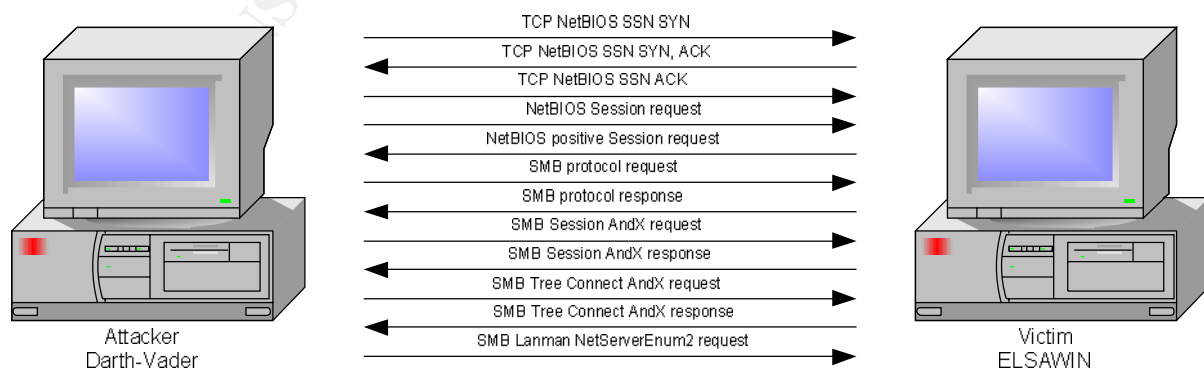 TCP NetBIOS SSN SYN
TCP NetBIOS SSN SYN, ACK
TCP NetBIOS SSN ACK
NetBIOS Session request
NetBIOS positive Session request
SMB protocol request
SMB protocol response
SMB Session AndX request
SMB Session AndX response
SMB Tree Connect AndX request
SMB Tree Connect AndX response
SMB Lanman NetServerEnum2 request
Attacker
Darth-Vader
Victim
ELSAWIN